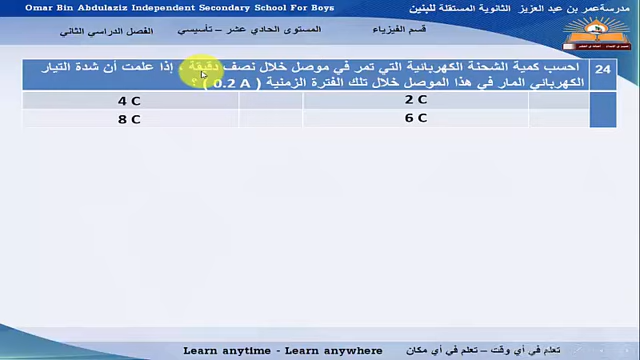 Omar Bin Abdulaziz Independent Secondary School For Boys
مدرسة عمر بن عبد العزيز الثانوية المستقلة للبنين
قسم الفيزياء
المستوى الحادي عشر – تأسيسي
الفصل الدراسي الثاني
24
احسب كمية الشحنة الكهربائية التي تمر في موصل خلال نصف دقيقة ، إذا علمت أن شدة التيار
الكهربائي المار في هذا الموصل خلال تلك الفترة الزمنية ( 0.2 A ) ؟
2 C
4 C
6 C
8 C
Learn anytime - Learn anywhere
تعلم في أي وقت – تعلم في أي مكان